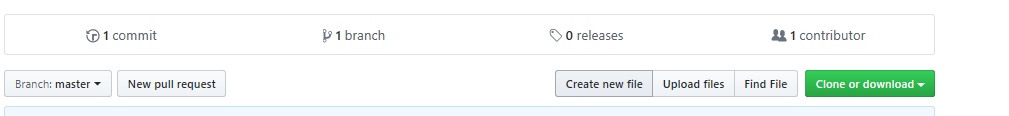 1 commit 1 branch 0 releases 1 contributor
Branch: master New pull request Create new file Upload files Find File Clone or download